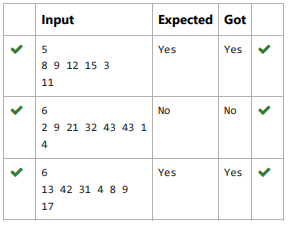 Input Expected Got
5 Yes Yes
8 9 12 15 3
11
6 No No
2 9 21 32 43 43 1
4
6 Yes Yes
13 42 31 4 8 9
17